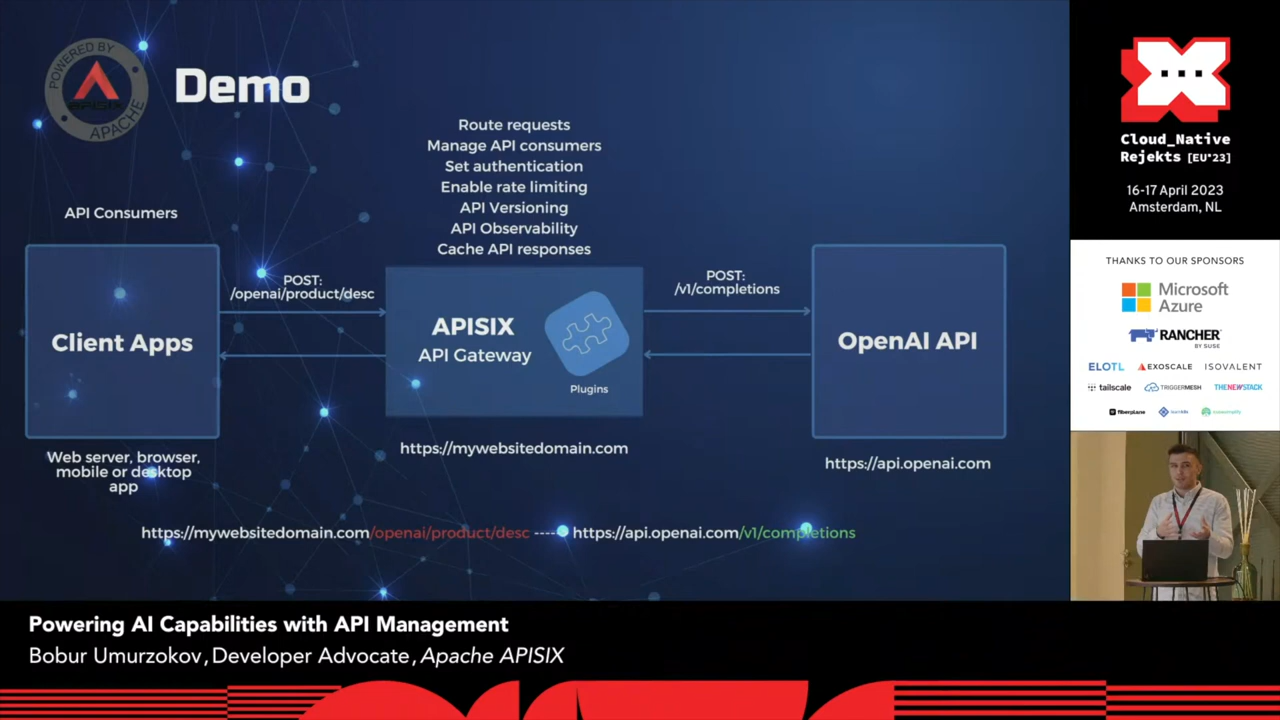 POWERED BY
APISIX
APACHE
Demo
Route requests
Manage API consumers
Set authentication
Enable rate limiting
API Versioning
API Observability
Cache API responses
API Consumers
Client Apps
Web server, browser,
mobile or desktop
app
POST:
/openai/product/desc
APISIX
API Gateway
Plugins
https://mywebsitedomain.com
POST:
/v1/completions
OpenAI API
https://api.openai.com
https://mywebsitedomain.com/openai/product/desc ---- https://api.openai.com/v1/completions
Cloud_Native
Rejekts [EU'23]
16-17 April 2023
Amsterdam, NL
THANKS TO OUR SPONSORS
Microsoft
Azure
RANCHER
BY SUSE
ELOTL EXOSCALE ISOVALENT
tailscale TRIGGERMESH THENEWSTACK
fiberplane
Powering AI Capabilities with API Management
Bobur Umurzokov, Developer Advocate, Apache APISIX